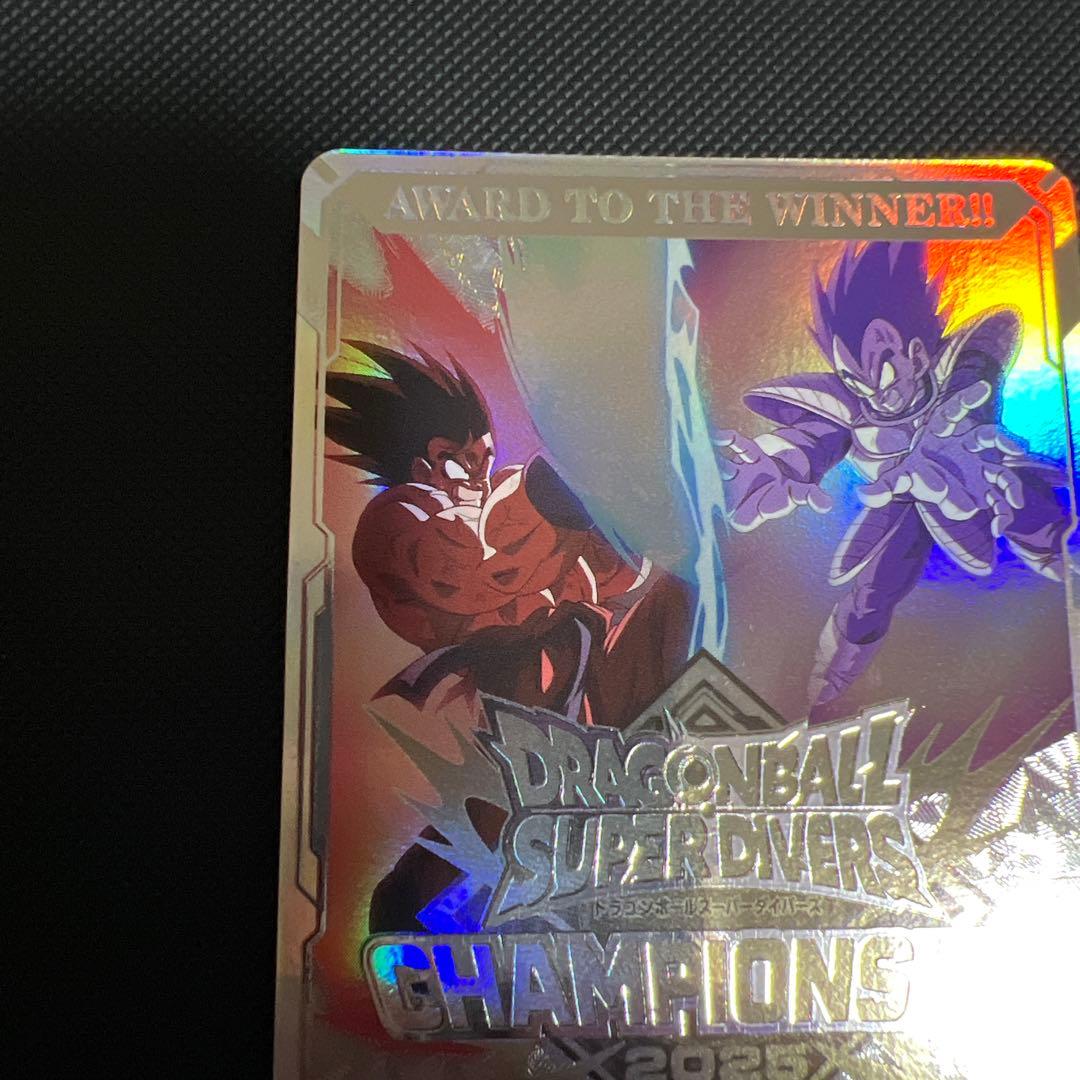 AWARD TO THE WINNER!!
DRAGONBALL
SUPER DIVERS
ドラゴンボールスーパーダイバーズ
CHAMPIONS
2025